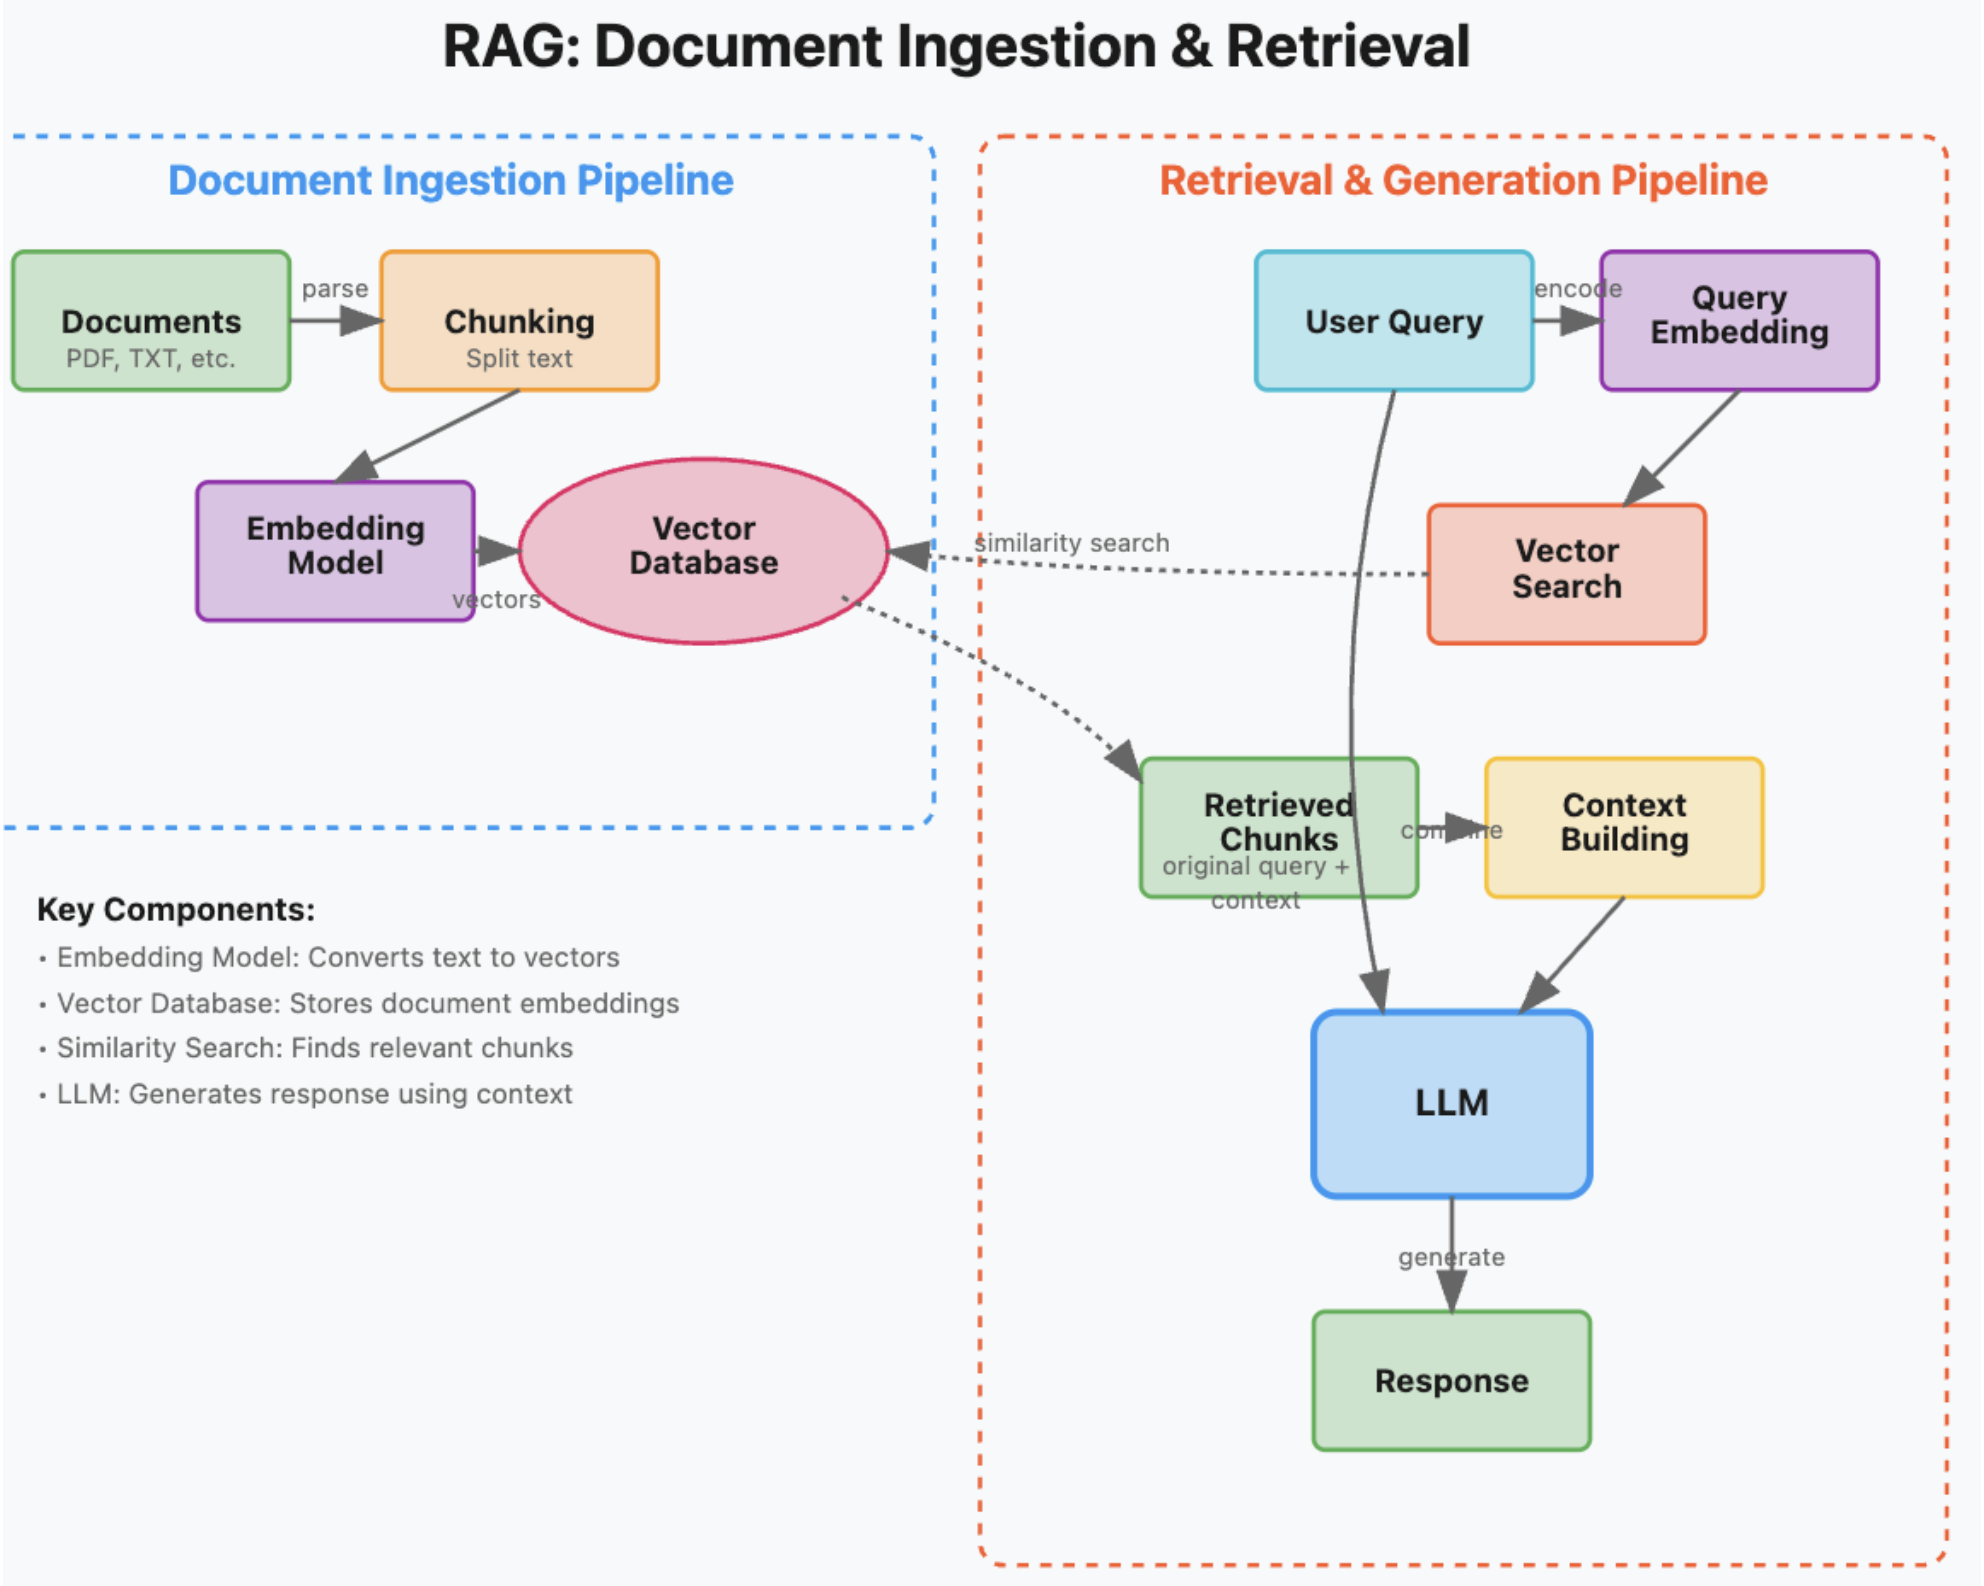 RAG: Document Ingestion & Retrieval
Document Ingestion Pipeline
Retrieval & Generation Pipeline
Documents
PDF, TXT, etc.
parse
Chunking
Split text
User Query
encode
Query
Embedding
Embedding
Model
vectors
Vector
Database
similarity search
Vector
Search
Retrieved
Chunks
original query +
context
combine
Context
Building
Key Components:
• Embedding Model: Converts text to vectors
• Vector Database: Stores document embeddings
• Similarity Search: Finds relevant chunks
• LLM: Generates response using context
LLM
generate
Response